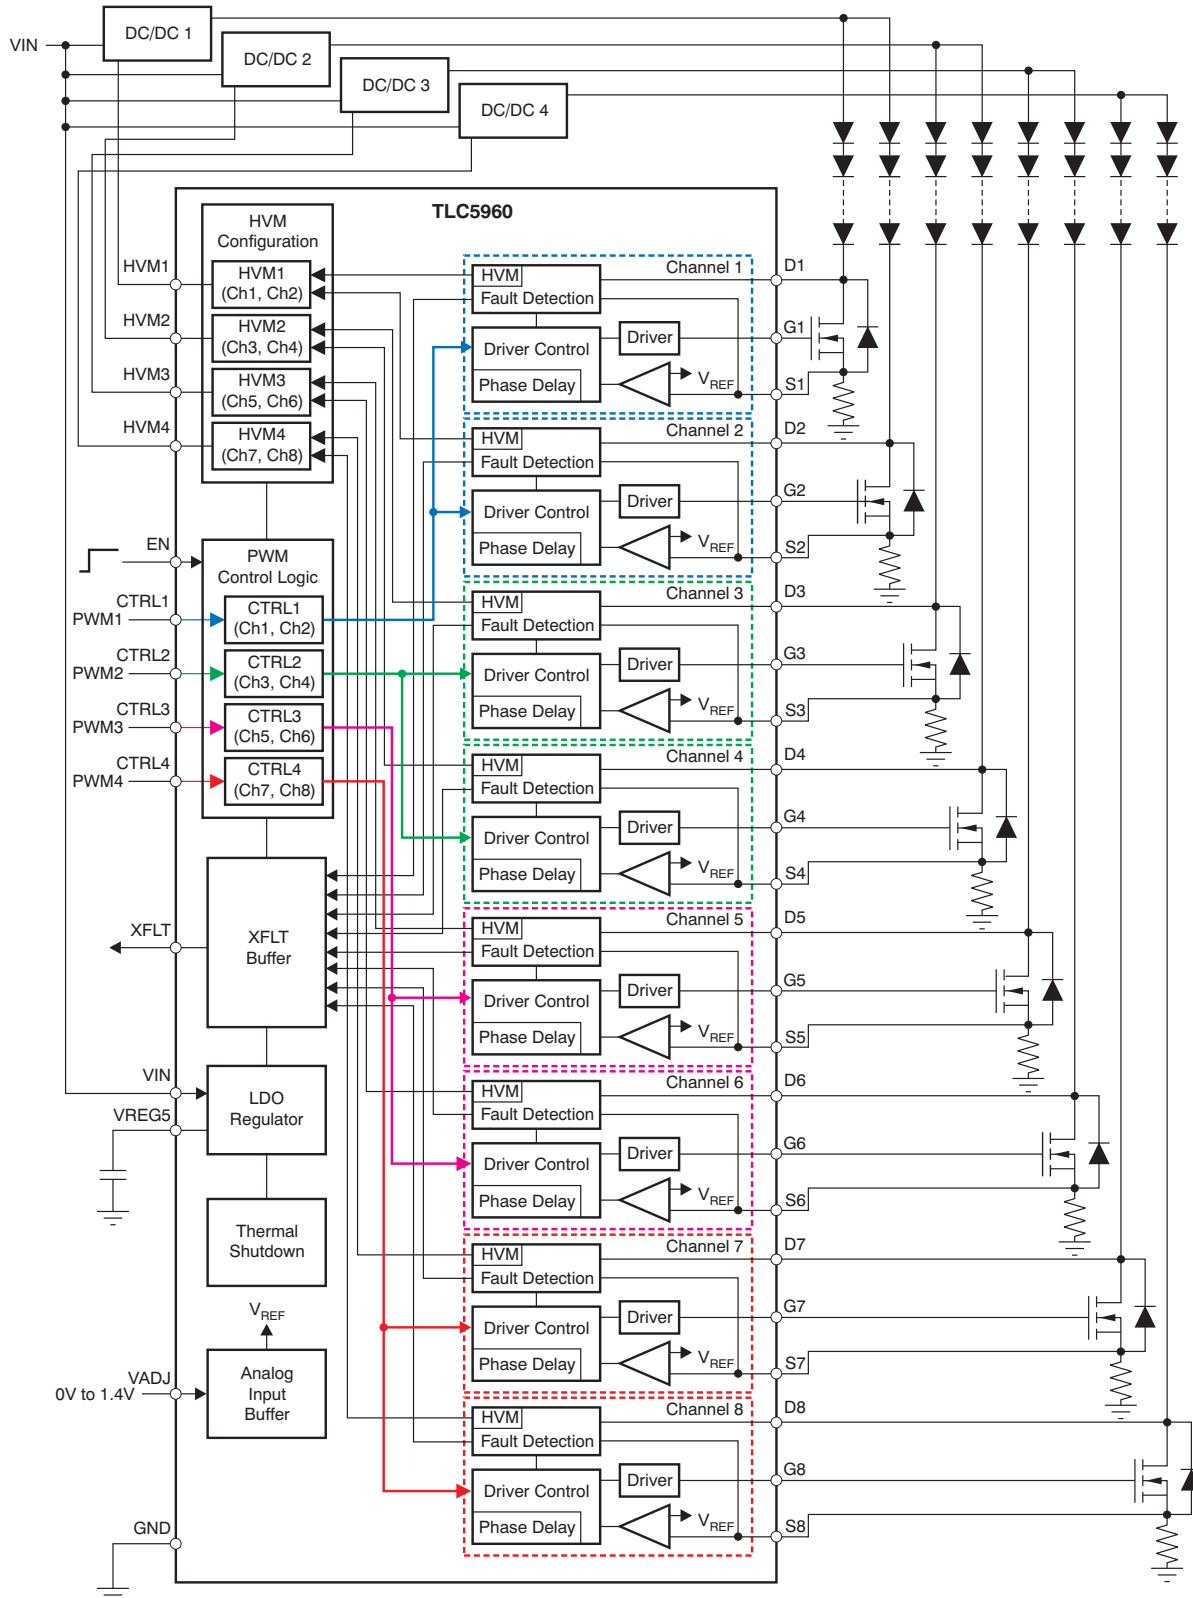 DC/DC 1
VIN
DC/DC 2
DC/DC 3
DC/DC 4
TLC5960
HVM
Configuration
HVM1
HVM1
(Ch1, Ch2)
HVM2
HVM2
(Ch3, Ch4)
HVM3
HVM3
(Ch5, Ch6)
HVM4
HVM4
(Ch7, Ch8)
EN
PWM
Control Logic
CTRL1
PWM1
CTRL1
(Ch1, Ch2)
CTRL2
PWM2
CTRL2
(Ch3, Ch4)
CTRL3
PWM3
CTRL3
(Ch5, Ch6)
CTRL4
PWM4
CTRL4
(Ch7, Ch8)
XFLT
XFLT
Buffer
VIN
VREG5
LDO
Regulator
Thermal
Shutdown
VREF
VADJ
0V to 1.4V
Analog
Input
Buffer
GND
Channel 1
HVM
Fault Detection
Driver Control
Phase Delay
Driver
VREF
D1
G1
S1
Channel 2
HVM
Fault Detection
Driver Control
Phase Delay
Driver
VREF
D2
G2
S2
Channel 3
HVM
Fault Detection
Driver Control
Phase Delay
Driver
VREF
D3
G3
S3
Channel 4
HVM
Fault Detection
Driver Control
Phase Delay
Driver
VREF
D4
G4
S4
Channel 5
HVM
Fault Detection
Driver Control
Phase Delay
Driver
VREF
D5
G5
S5
Channel 6
HVM
Fault Detection
Driver Control
Phase Delay
Driver
VREF
D6
G6
S6
Channel 7
HVM
Fault Detection
Driver Control
Phase Delay
Driver
VREF
D7
G7
S7
Channel 8
HVM
Fault Detection
Driver Control
Phase Delay
Driver
VREF
D8
G8
S8